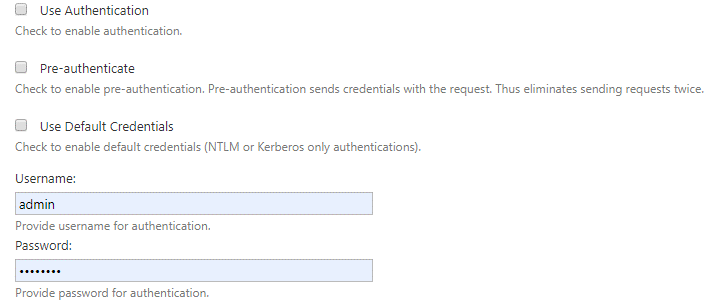 Use Authentication
Check to enable authentication.
Pre-authenticate
Check to enable pre-authentication. Pre-authentication sends credentials with the request. Thus eliminates sending requests twice.
Use Default Credentials
Check to enable default credentials (NTLM or Kerberos only authentications).
Username:
admin
Provide username for authentication.
Password:
••••••••
Provide password for authentication.